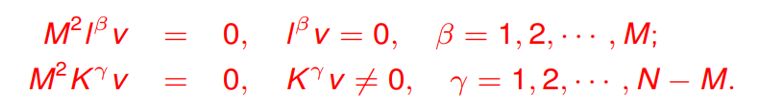 M²I^β v = 0, I^β v = 0, β = 1, 2, ⋯ , M;
M²K^γ v = 0, K^γ v ≠ 0, γ = 1, 2, ⋯ , N − M.